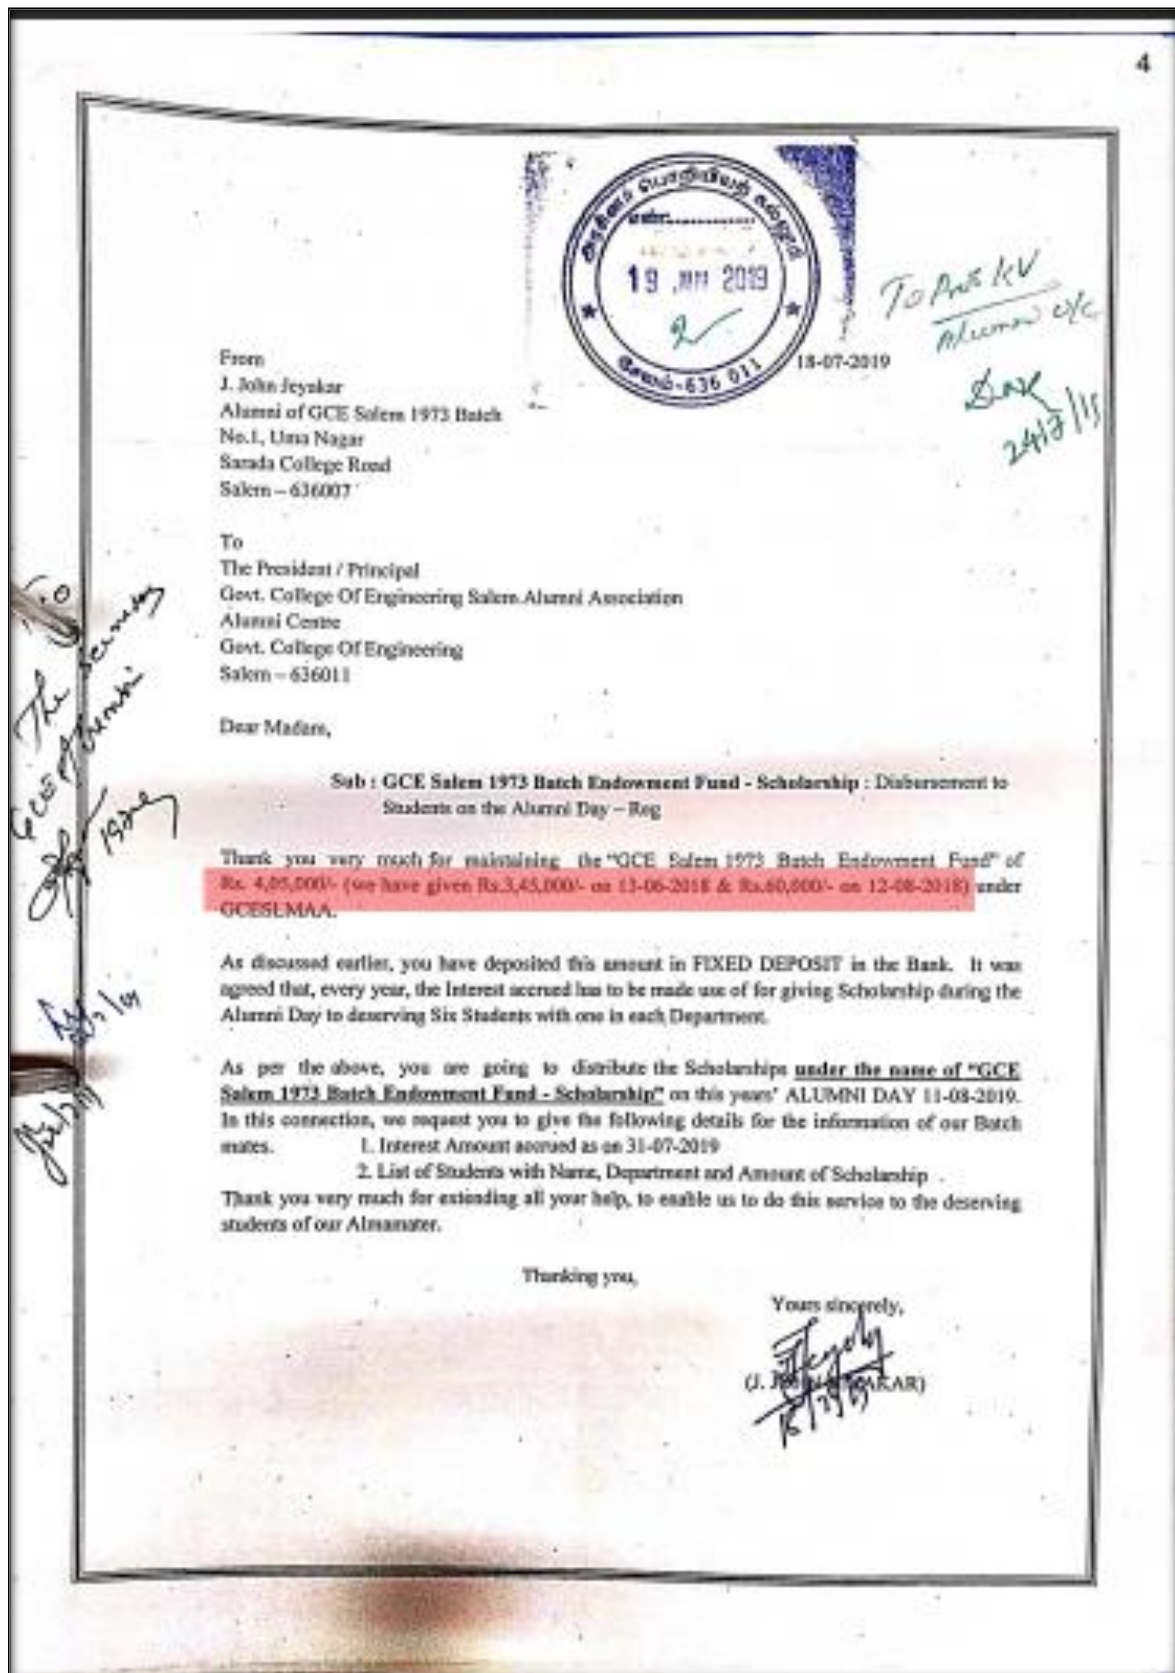 4
அரசினர் பொறியியற் கல்லூரி
எண்:
19 2019
சேலம்-636 011
18-07-2019
To Prof KV
Alumni
From
J. John Jeyakar
Alumni of GCE Salem 1973 Batch
No.1, Uma Nagar
Sarada College Road
Salem – 636007
To
The President / Principal
Govt. College Of Engineering Salem Alumni Association
Alumni Centre
Govt. College Of Engineering
Salem – 636011
The
Dear Madam,
Sub : GCE Salem 1973 Batch Endowment Fund - Scholarship : Disbursement to
Students on the Alumni Day – Reg
Thank you very much for maintaining the "GCE Salem 1973 Batch Endowment Fund" of
Rs. 4,05,000/- (we have given Rs.3,45,000/- on 13-06-2018 & Rs.60,000/- on 12-08-2018) under
GCESLMAA.
As discussed earlier, you have deposited this amount in FIXED DEPOSIT in the Bank. It was
agreed that, every year, the Interest accrued has to be made use of for giving Scholarship during the
Alumni Day to deserving Six Students with one in each Department.
As per the above, you are going to distribute the Scholarships under the name of "GCE
Salem 1973 Batch Endowment Fund - Scholarship" on this years' ALUMNI DAY 11-08-2019.
In this connection, we request you to give the following details for the information of our Batch
mates. 1. Interest Amount accrued as on 31-07-2019
2. List of Students with Name, Department and Amount of Scholarship .
Thank you very much for extending all your help, to enable us to do this service to the deserving
students of our Almamater.
Thanking you,
Yours sincerely,
(J. JOHN JEYAKAR)